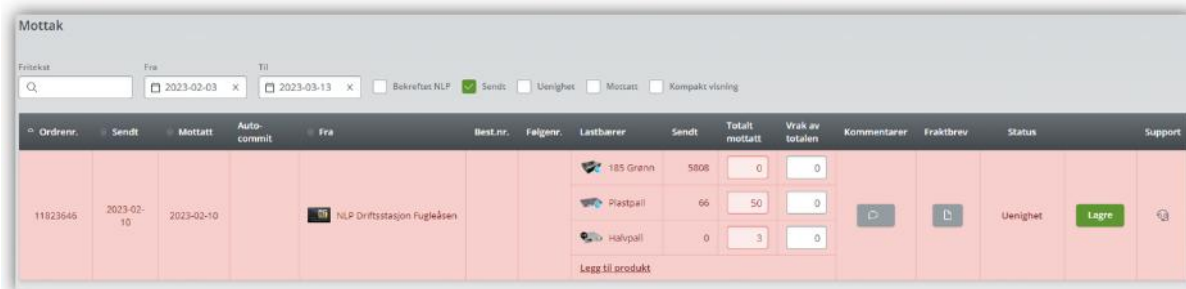 Mottak
Fritekst Fra Til
2023-02-03 × 2023-03-13 × Bekreftet NLP Sendt Uenighet Mottatt Kompakt visning
Ordrenr. Sendt Mottatt Auto-commit Fra Best.nr. Følgenr. Lastbærer Sendt Totalt mottatt Vrak av totalen Kommentarer Fraktbrev Status Support
185 Grønn 5808 0 0
11823646 2023-02-10 2023-02-10 NLP Driftsstasjon Fugleåsen Plastpall 66 50 0 Uenighet Lagre
Halvpall 0 3 0
Legg til produkt